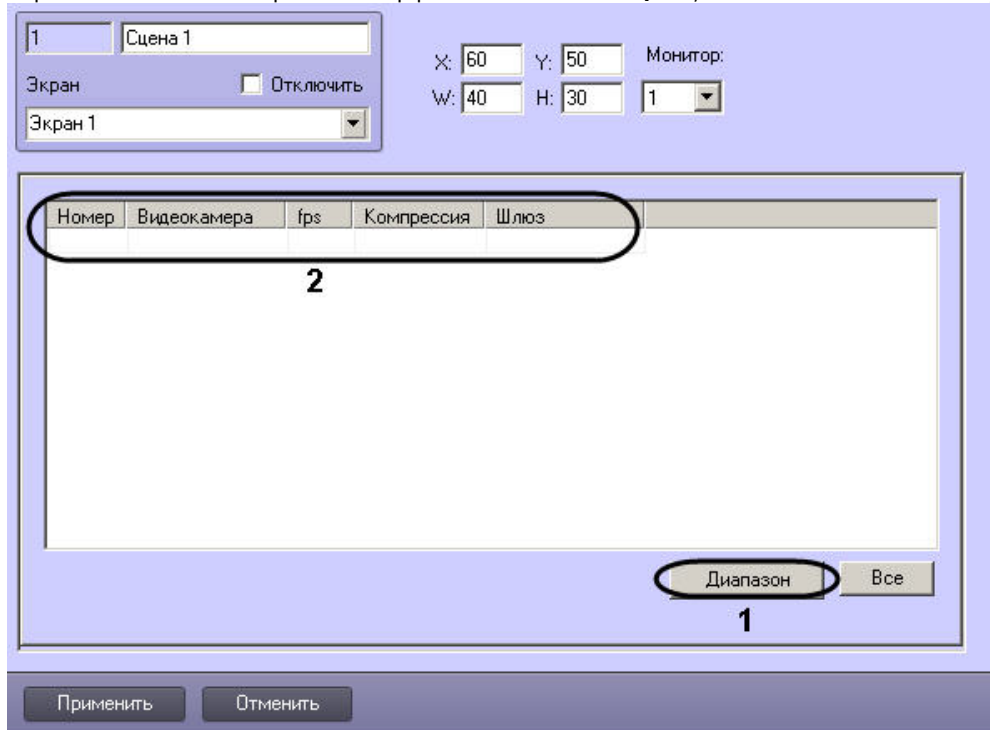 1 Сцена 1
Экран Отключить
Экран 1
X: 60 Y: 50 Монитор:
W: 40 H: 30 1
Номер Видеокамера fps Компрессия Шлюз
2
Диапазон Все
1
Применить Отменить